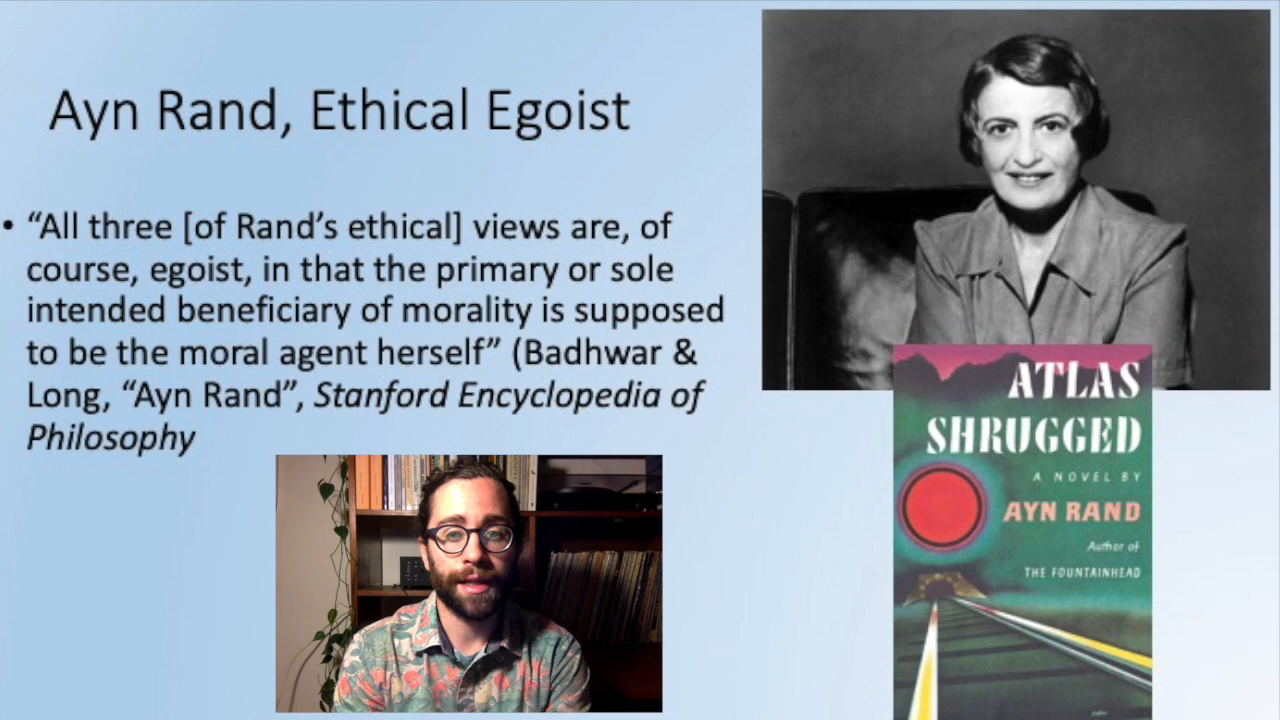 Ayn Rand, Ethical Egoist
• “All three [of Rand’s ethical] views are, of
course, egoist, in that the primary or sole
intended beneficiary of morality is supposed
to be the moral agent herself” (Badhwar &
Long, “Ayn Rand”, Stanford Encyclopedia of
Philosophy
ATLAS
SHRUGGED
A NOVEL BY
AYN RAND
Author of
THE FOUNTAINHEAD